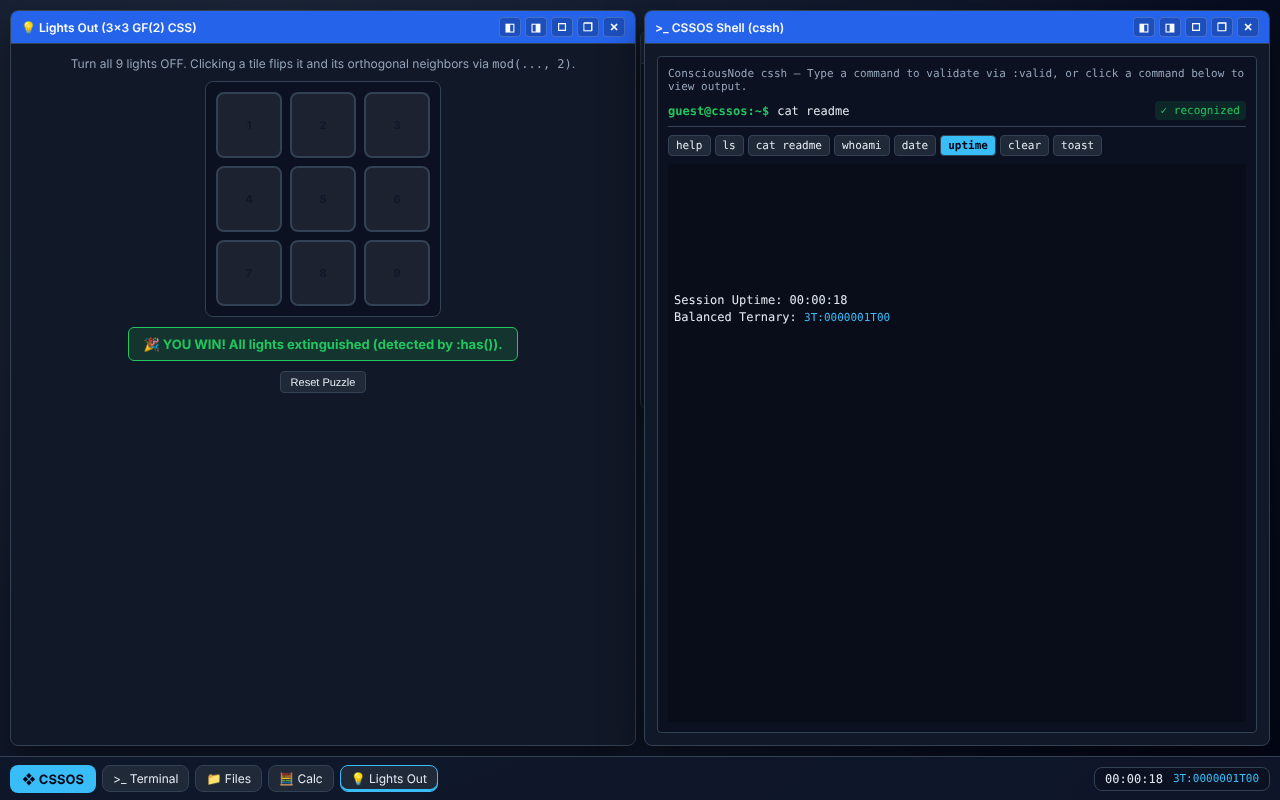 💡 Lights Out (3×3 GF(2) CSS)
Turn all 9 lights OFF. Clicking a tile flips it and its orthogonal neighbors via mod(..., 2).
1 2 3
4 5 6
7 8 9
🎉 YOU WIN! All lights extinguished (detected by :has()).
Reset Puzzle
>_ CSSOS Shell (cssh)
ConsciousNode cssh — Type a command to validate via :valid, or click a command below to
view output.
guest@cssos:~$ cat readme ✓ recognized
help ls cat readme whoami date uptime clear toast
Session Uptime: 00:00:18
Balanced Ternary: 3T:0000001T00
❖ CSSOS >_ Terminal 📁 Files 🧮 Calc 💡 Lights Out 00:00:18 3T:0000001T00